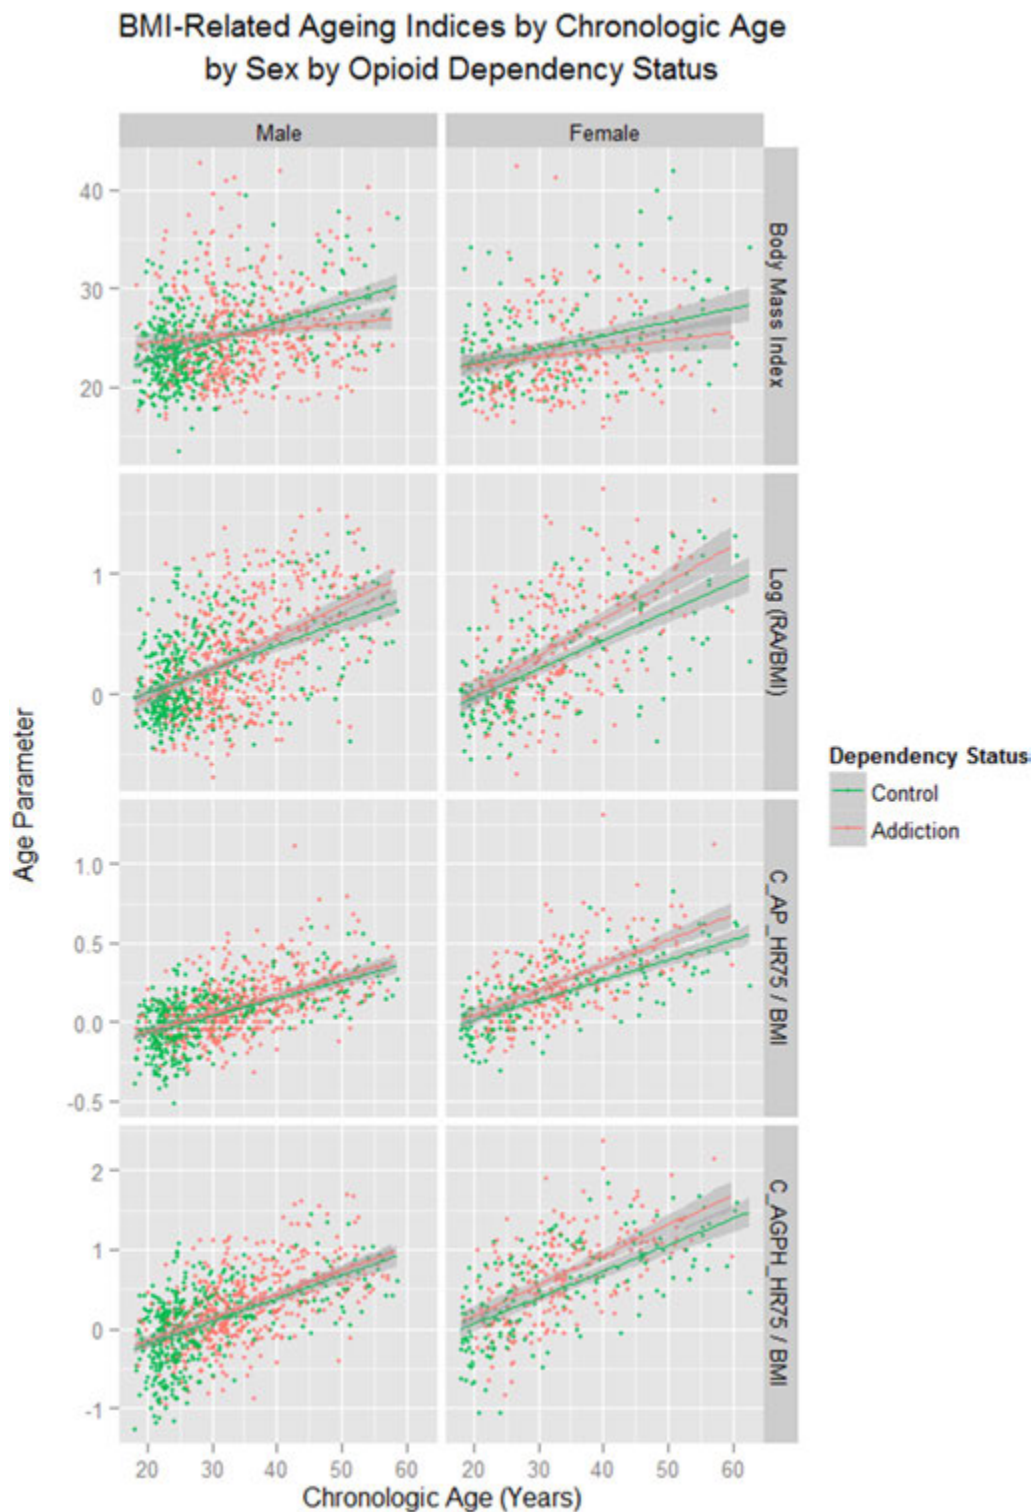 BMI-Related Ageing Indices by Chronologic Age
by Sex by Opioid Dependency Status
Male
Female
40
30
20
Body Mass Index
1
0
Log (RA/BMI)
1.0
0.5
0.0
-0.5
C_AP_HR75 / BMI
2
1
0
-1
C_AGPH_HR75 / BMI
20 30 40 50 60
20 30 40 50 60
Chronologic Age (Years)
Age Parameter
Dependency Status
Control
Addiction